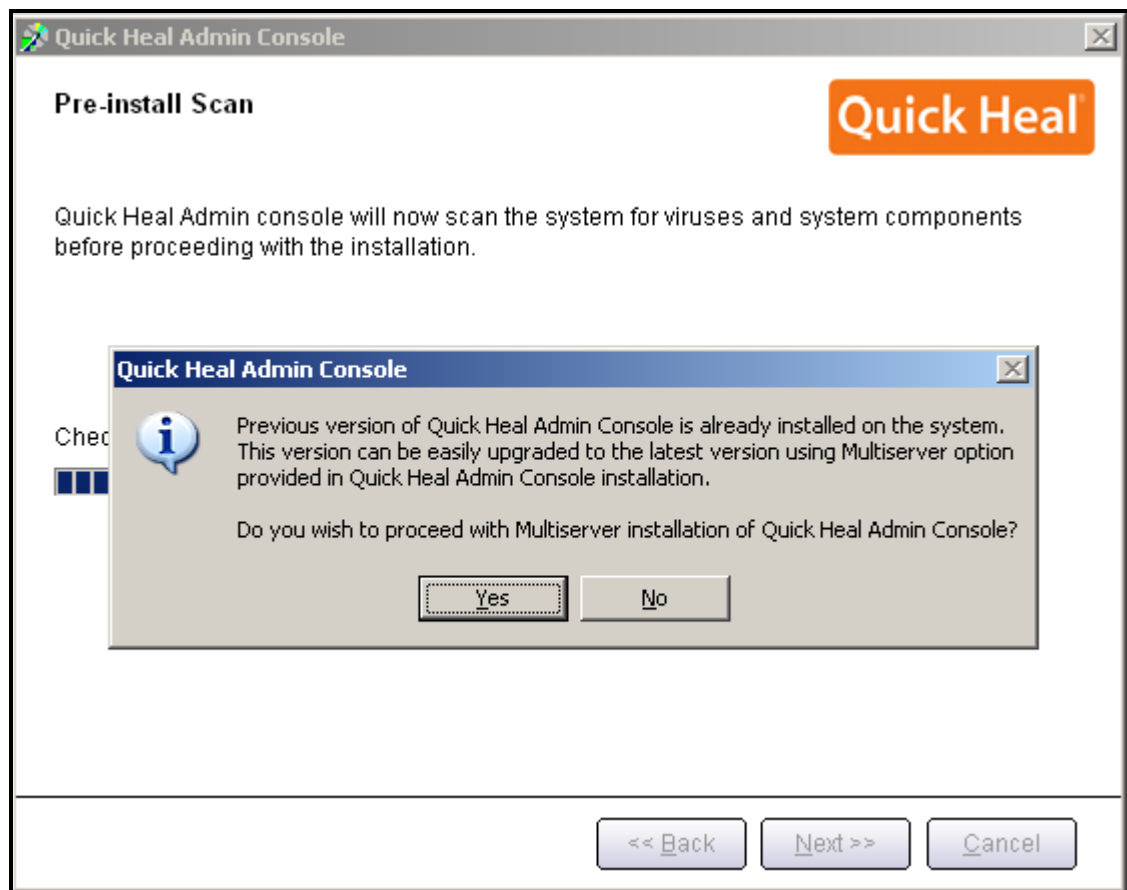 Quick Heal Admin Console
Pre-install Scan
Quick Heal
Quick Heal Admin console will now scan the system for viruses and system components
before proceeding with the installation.
Quick Heal Admin Console
Previous version of Quick Heal Admin Console is already installed on the system.
This version can be easily upgraded to the latest version using Multiserver option
provided in Quick Heal Admin Console installation.
Do you wish to proceed with Multiserver installation of Quick Heal Admin Console?
Yes
No
<< Back
Next >>
Cancel